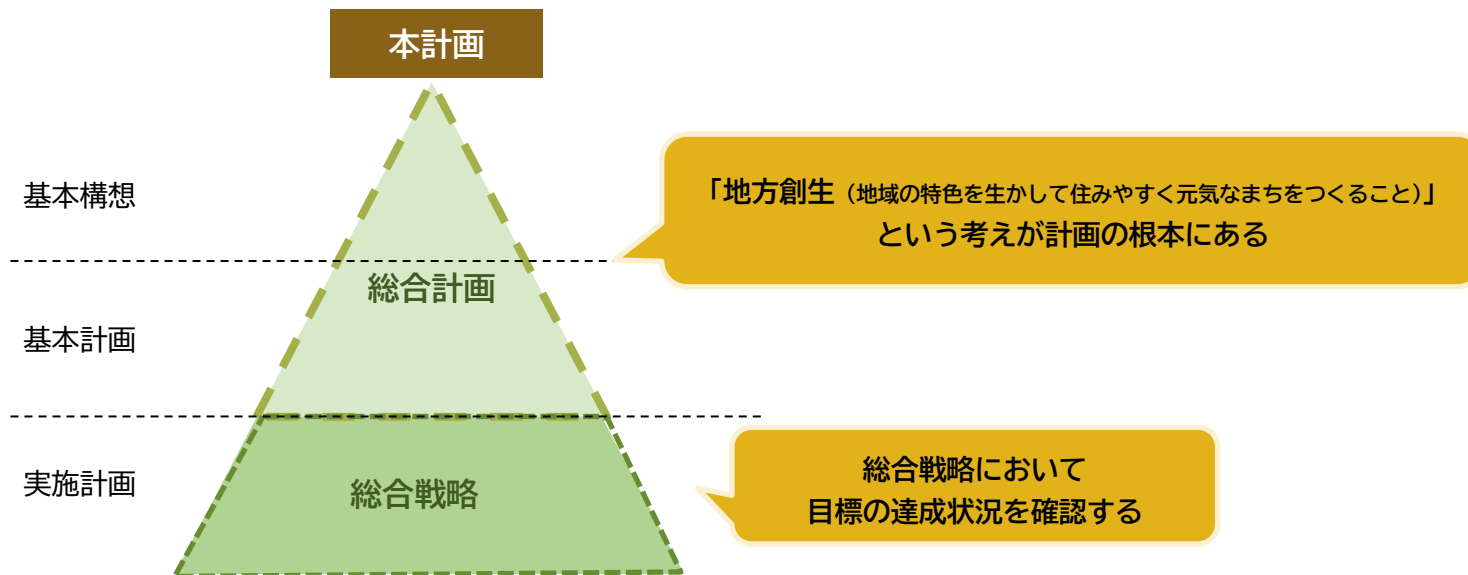 本計画
基本構想
「地方創生（地域の特色を生かして住みやすく元気なまちをつくること）」
という考えが計画の根本にある
総合計画
基本計画
実施計画
総合戦略
総合戦略において
目標の達成状況を確認する